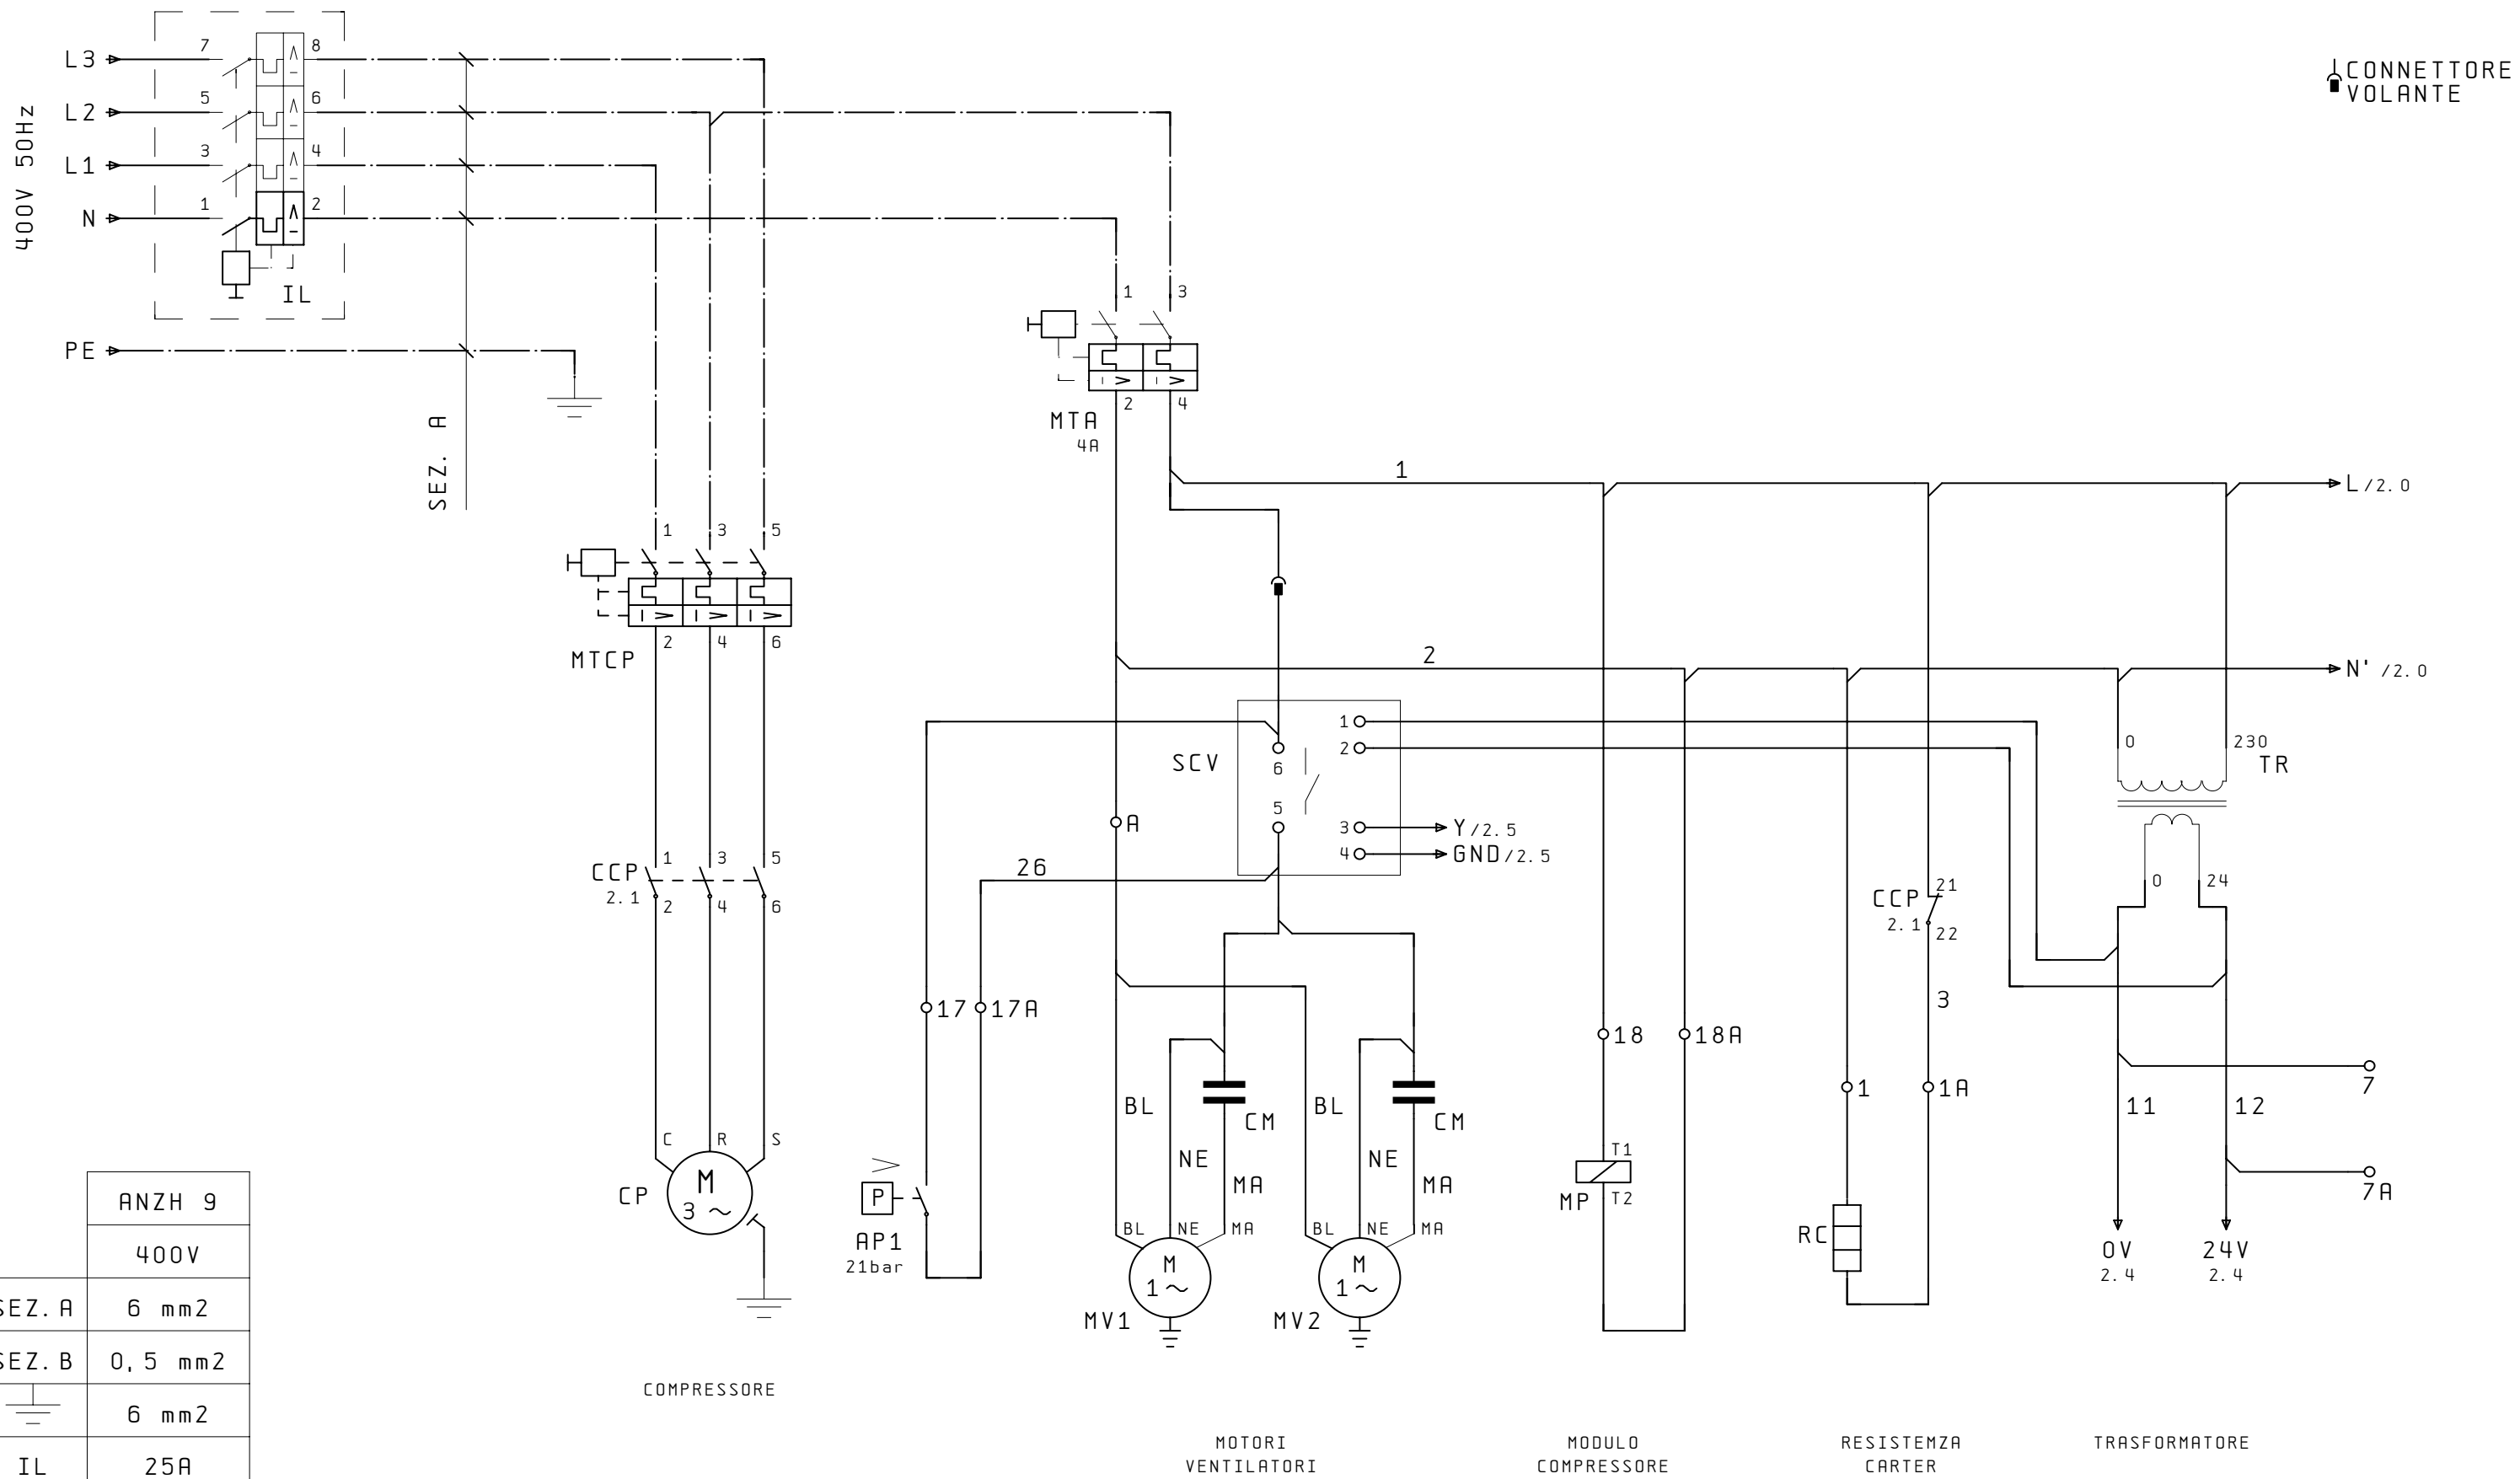 CONNETTORE
VOLANTE
400V 50Hz
L3 7 8
L2 5 6
L1 3 4
N 1 2
IL
PE
SEZ. A
1 3
MTA
4A
2 4
1
L /2.0
1 3 5
MTCP
2 4 6
2
N' /2.0
SCV
6
5
1
2
3 Y /2.5
4 GND /2.5
A
0 230
TR
0 24
CCP
2.1
1 3 5
2 4 6
26
CCP
2.1
21
22
3
17 17A
18 18A
1 1A
7
7A
11 12
BL NE MA CM
BL NE MA CM
C R S
CP
M
3 ~
P
AP1
21bar
BL NE MA
M
1 ~
MV1
BL NE MA
M
1 ~
MV2
T1
MP
T2
RC
0V
2.4
24V
2.4
ANZH 9
400V
SEZ. A 6 mm2
SEZ. B 0,5 mm2
6 mm2
IL 25A
COMPRESSORE
MOTORI
VENTILATORI
MODULO
COMPRESSORE
RESISTEMZA
CARTER
TRASFORMATORE